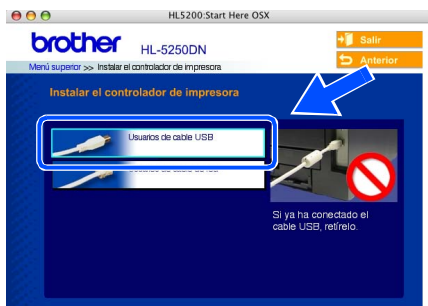 HL5200:Start Here OSX
brother
HL-5250DN
Salir
Menú superior >> Instalar el controlador de impresora
Anterior
Instalar el controlador de impresora
Usuarios de cable USB
Si ya ha conectado el
cable USB, retírelo.